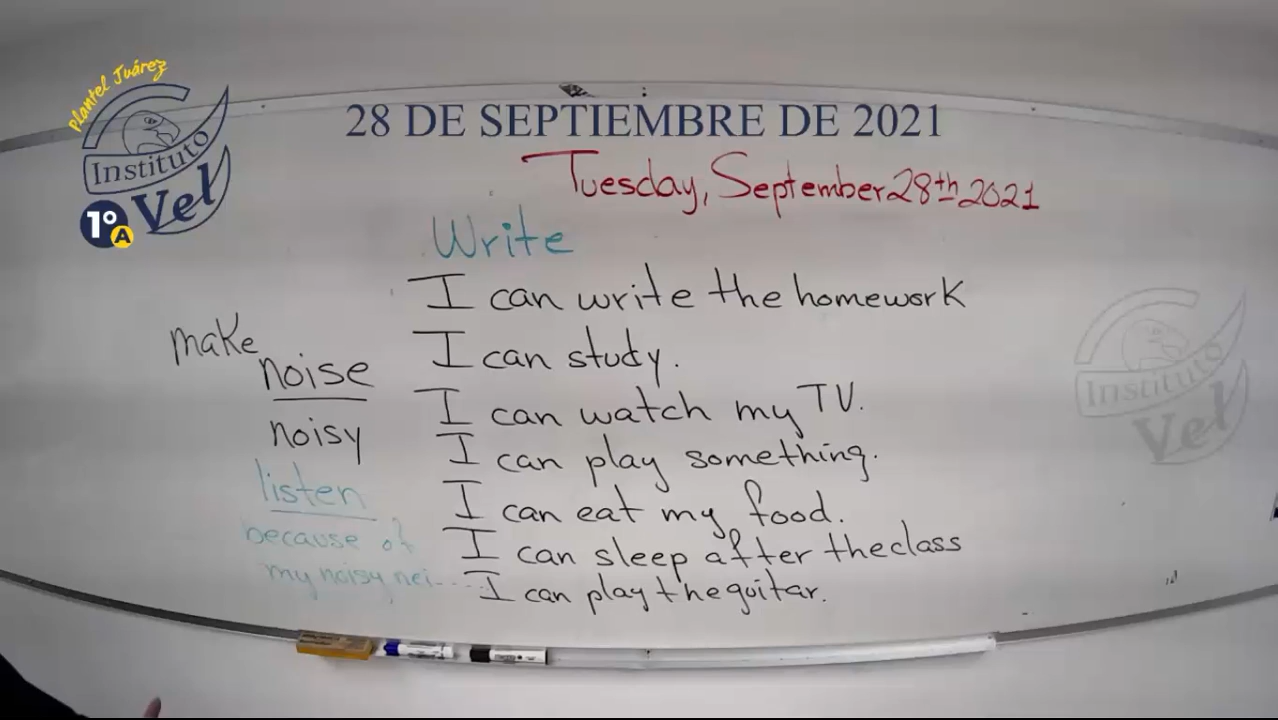 Plantel Juárez
Instituto
Vel
1° A
28 DE SEPTIEMBRE DE 2021
Tuesday, September 28th 2021
Write
I can write the homework
I can study.
I can watch my TV.
I can play something.
I can eat my food.
I can sleep after the class
I can play the guitar.
make
noise
noisy
listen
because of
my noisy nei.....
Instituto
Vel